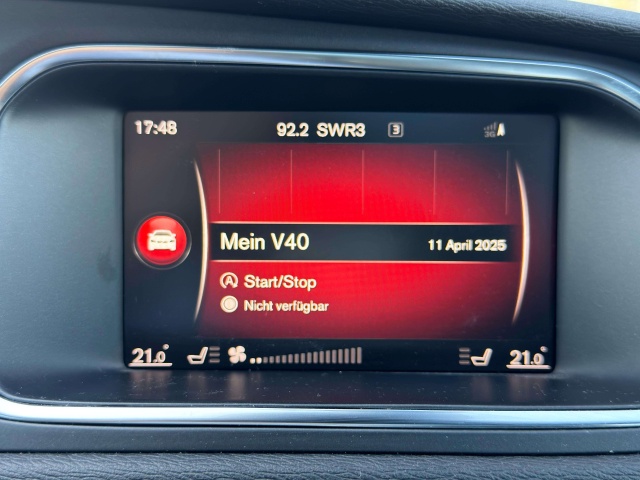 17:48 92.2 SWR3 3 3G A
Mein V40 11 April 2025
A Start/Stop
Nicht verfügbar
21.0° 21.0°